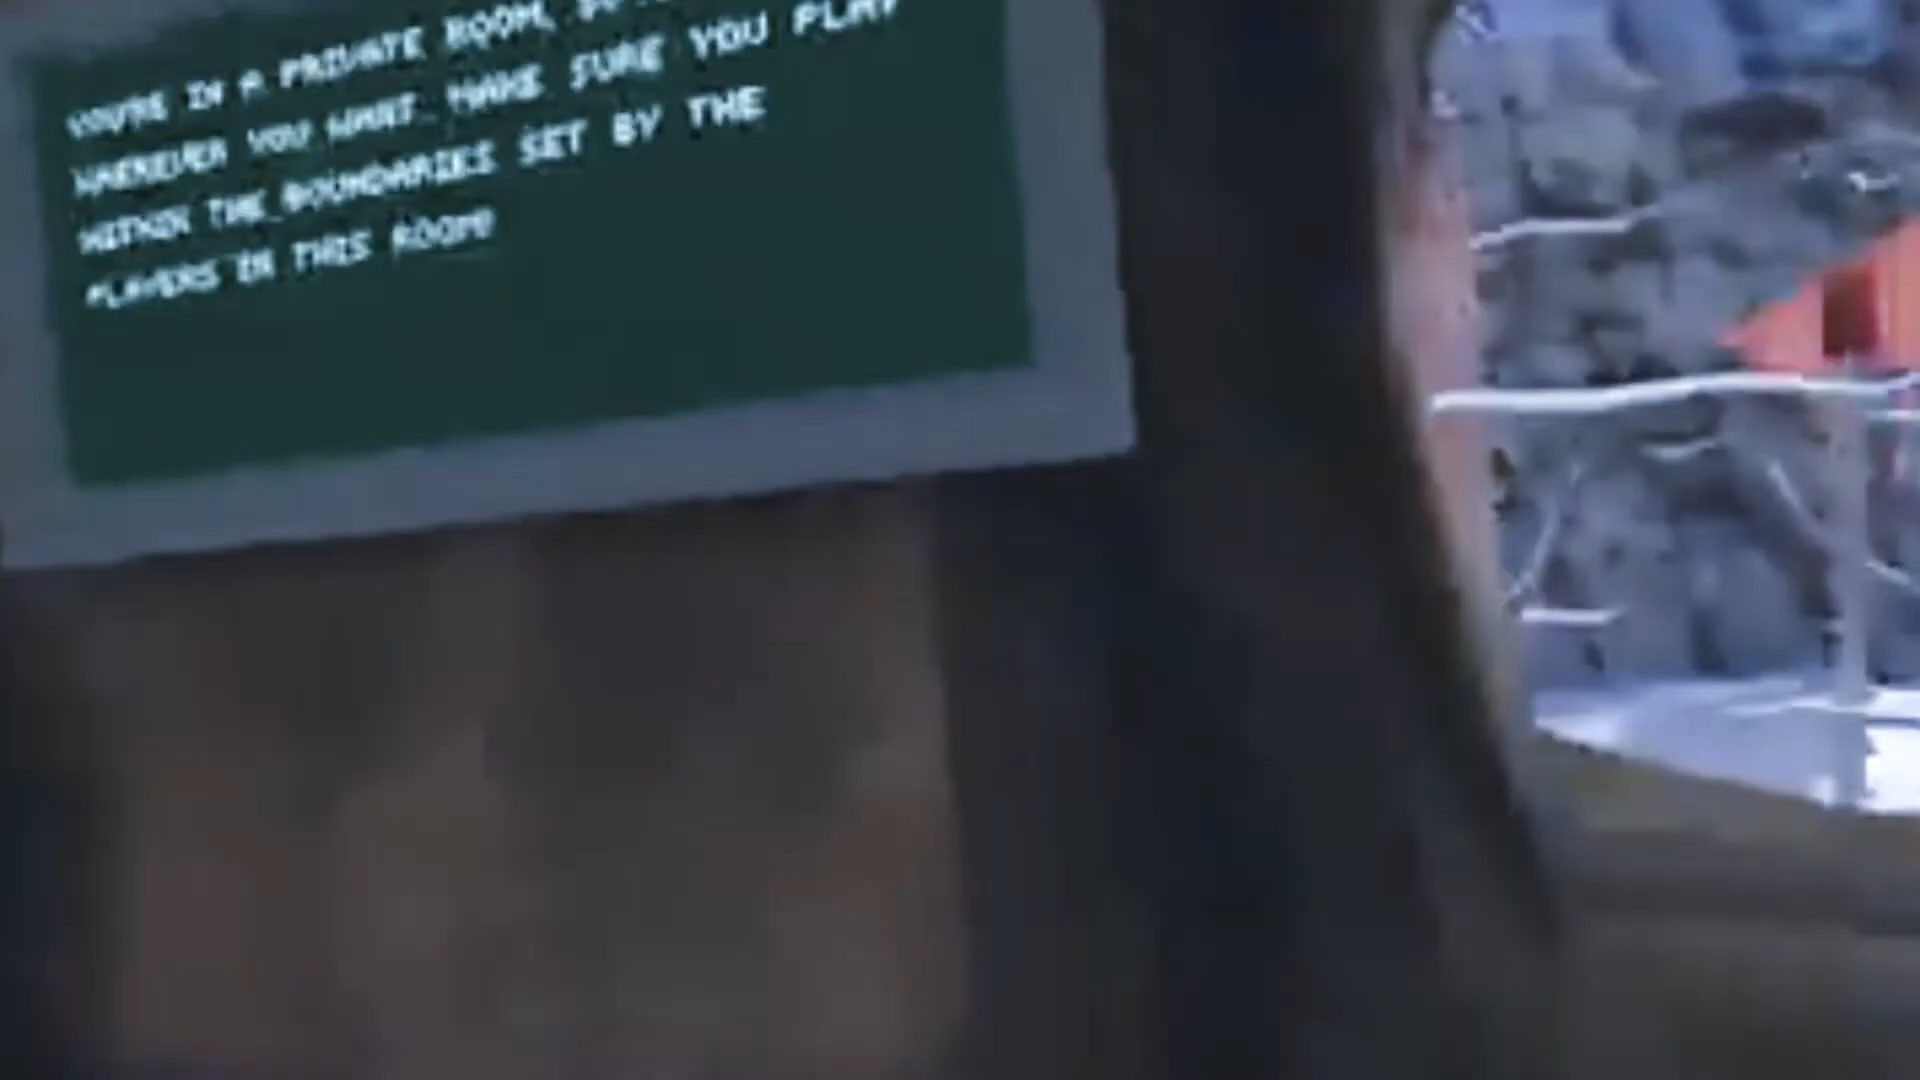 YOU'RE IN A PRIVATE ROOM,
WHENEVER YOU WANT. MAKE SURE YOU PLAY
WITHIN THE BOUNDARIES SET BY THE
PLAYERS IN THIS ROOM!